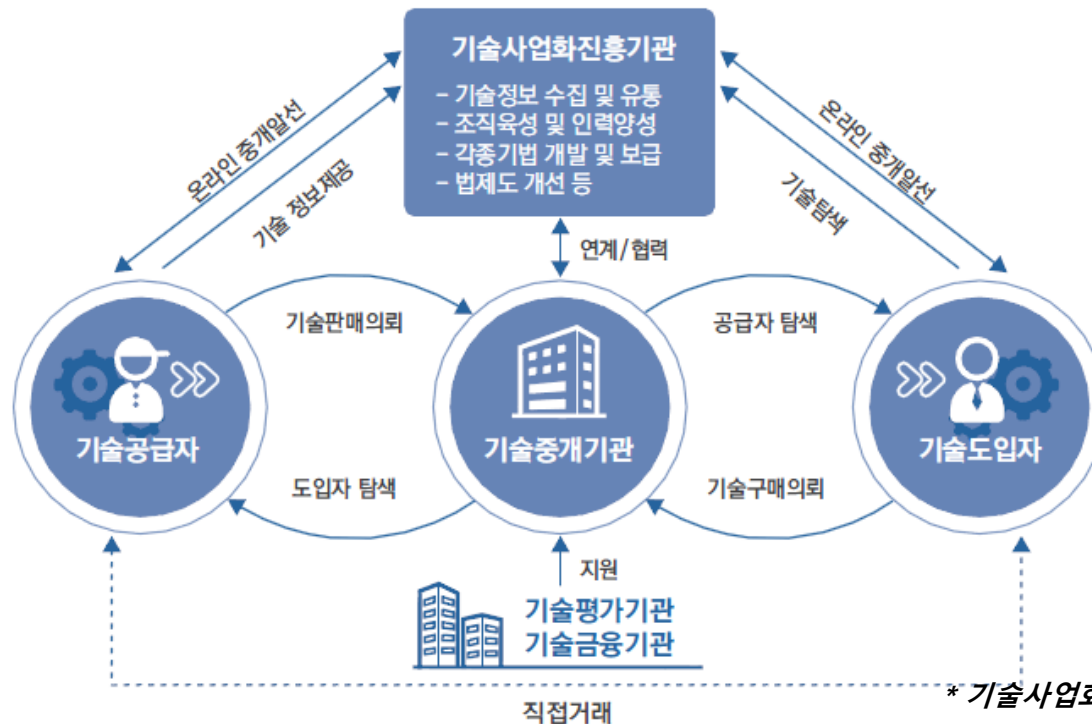 기술사업화진흥기관
- 기술정보 수집 및 유통
- 조직육성 및 인력양성
- 각종기법 개발 및 보급
- 법제도 개선 등
온라인 중개알선
기술 정보제공
온라인 중개알선
기술탐색
연계/협력
기술판매의뢰
공급자 탐색
기술공급자
기술중개기관
기술도입자
도입자 탐색
기술구매의뢰
지원
기술평가기관
기술금융기관
직접거래
* 기술사업화